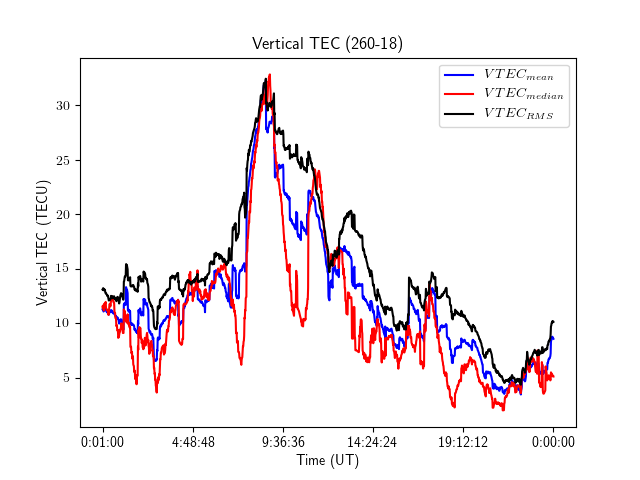 Vertical TEC (260-18)
VTEC_mean
VTEC_median
VTEC_RMS
Vertical TEC (TECU)
30
25
20
15
10
5
0:01:00 4:48:48 9:36:36 14:24:24 19:12:12 0:00:00
Time (UT)